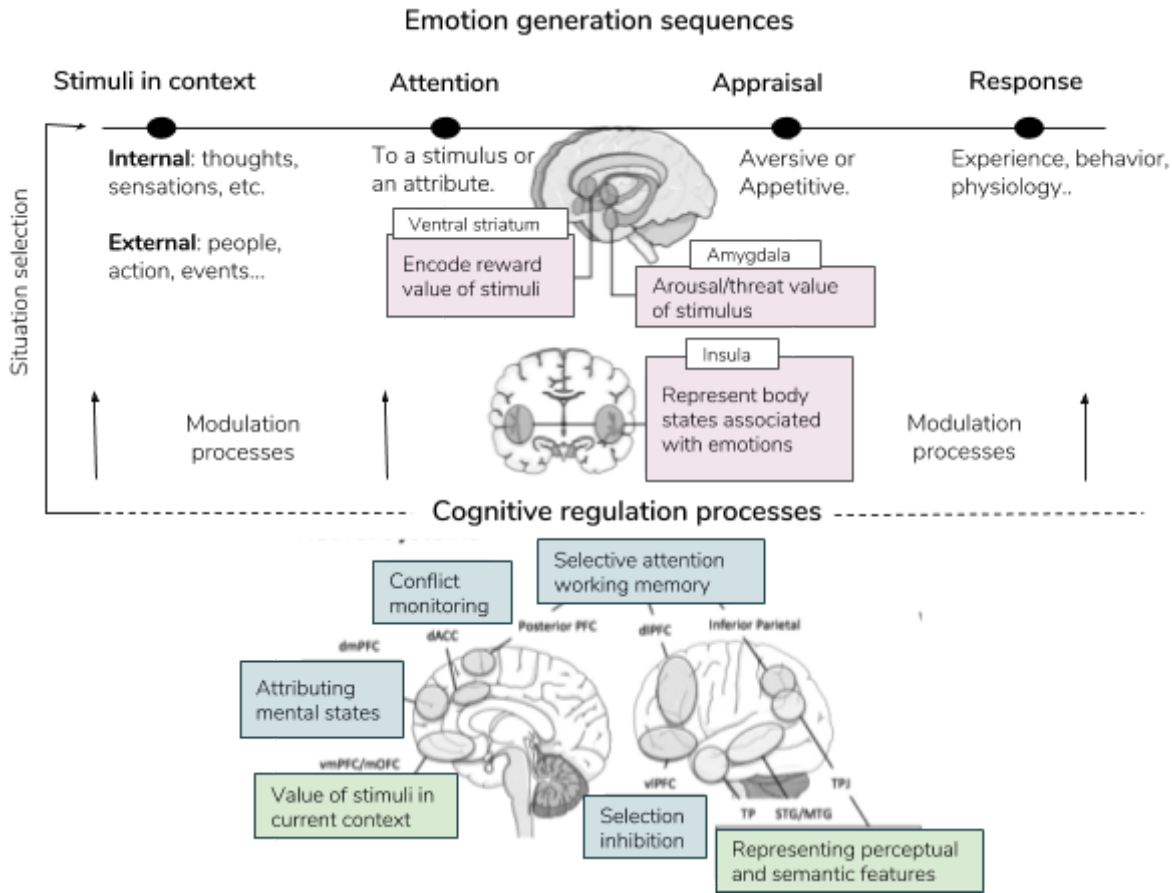 Emotion generation sequences
Stimuli in context
Attention
Appraisal
Response
Internal: thoughts,
sensations, etc.
External: people,
action, events...
To a stimulus or
an attribute.
Aversive or
Appetitive.
Experience, behavior,
physiology..
Situation selection
Ventral striatum
Encode reward
value of stimuli
Amygdala
Arousal/threat value
of stimulus
Insula
Represent body
states associated
with emotions
Modulation
processes
Modulation
processes
Cognitive regulation processes
Conflict
monitoring
Selective attention
working memory
dmPFC
dACC
Posterior PFC
dlPFC
Inferior Parietal
Attributing
mental states
vmPFC/mOFC
Value of stimuli in
current context
vlPFC
Selection
inhibition
TP
STG/MTG
TPJ
Representing perceptual
and semantic features